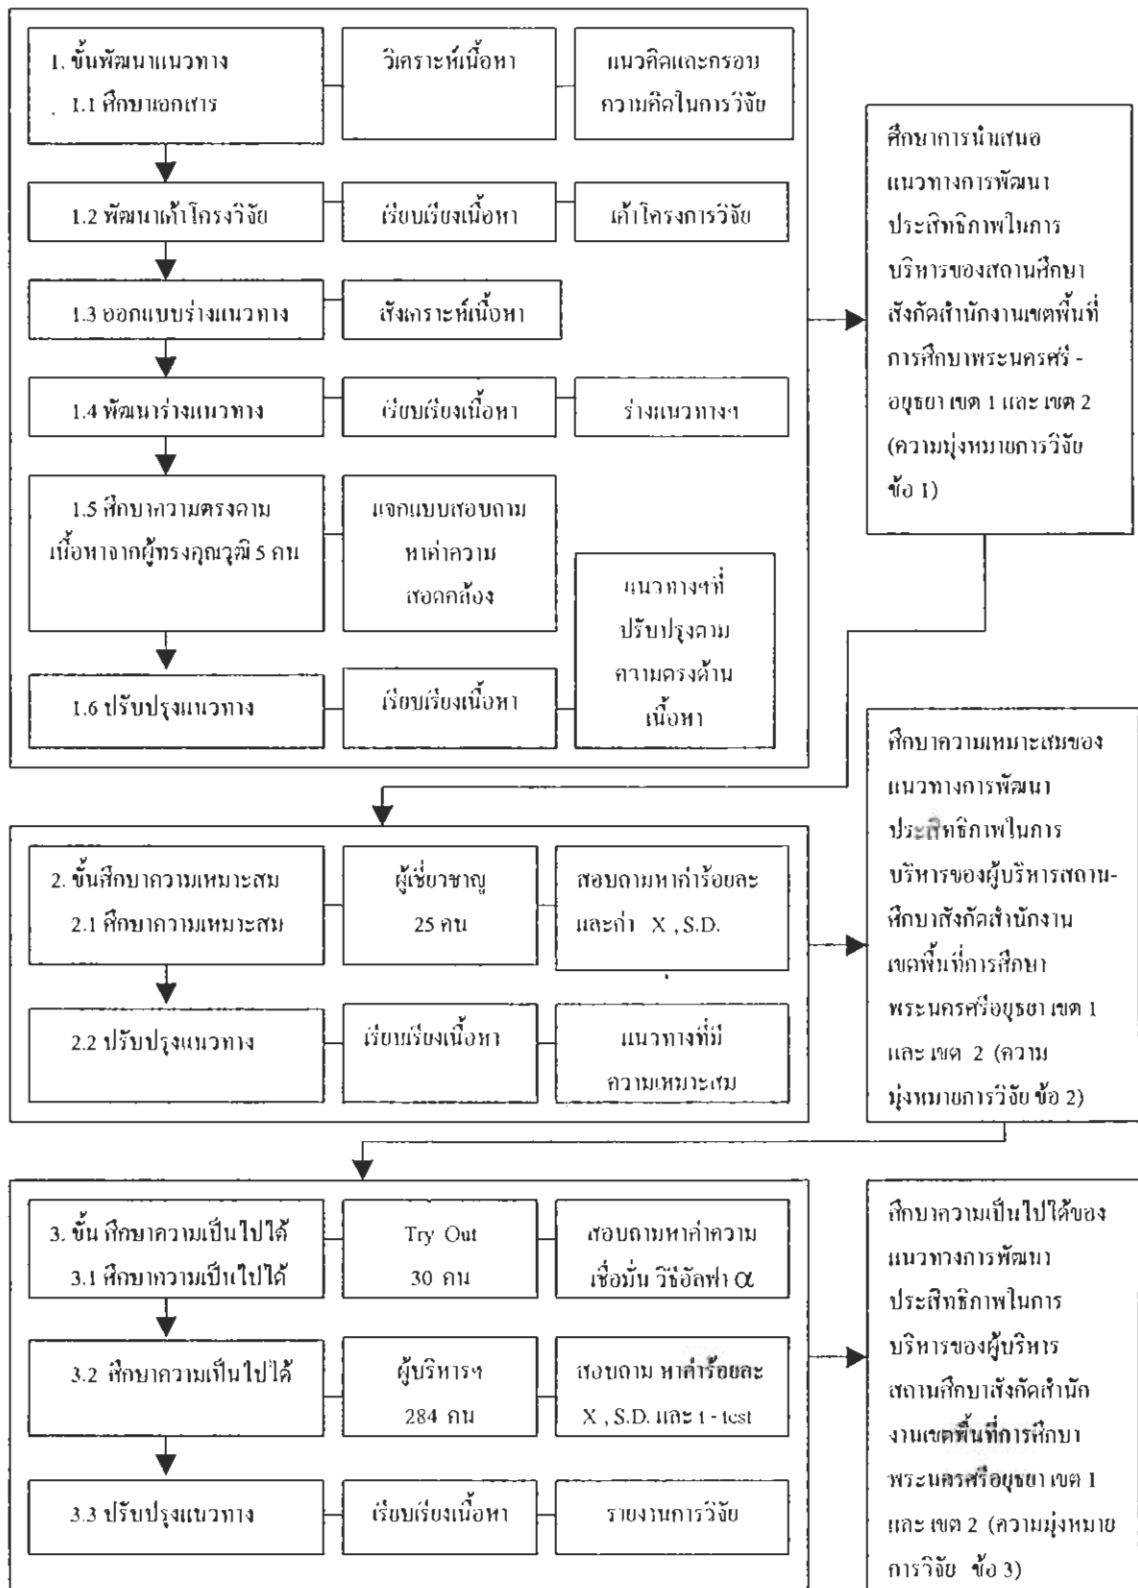 1. ขั้นพัฒนาแนวทาง
1.1 ศึกษาเอกสาร
วิเคราะห์เนื้อหา
แนวคิดและกรอบ
ความคิดในการวิจัย
1.2 พัฒนาเค้าโครงวิจัย
เรียบเรียงเนื้อหา
เค้าโครงการวิจัย
1.3 ออกแบบร่างแนวทาง
สังเคราะห์เนื้อหา
1.4 พัฒนาร่างแนวทาง
เรียบเรียงเนื้อหา
ร่างแนวทางฯ
1.5 ศึกษาความตรงตาม
เนื้อหาจากผู้ทรงคุณวุฒิ 5 คน
แจกแบบสอบถาม
หาค่าความ
สอดคล้อง
1.6 ปรับปรุงแนวทาง
เรียบเรียงเนื้อหา
แนวทางฯที่
ปรับปรุงตาม
ความตรงด้าน
เนื้อหา
ศึกษาการนำเสนอ
แนวทางการพัฒนา
ประสิทธิภาพในการ
บริหารของสถานศึกษา
สังกัดสำนักงานเขตพื้นที่
การศึกษาพระนครศรี -
อยุธยา เขต 1 และ เขต 2
(ความมุ่งหมายการวิจัย
ข้อ 1)
2. ขั้นศึกษาความเหมาะสม
2.1 ศึกษาความเหมาะสม
ผู้เชี่ยวชาญ
25 คน
สอบถามหาค่าร้อยละ
และค่า X , S.D.
2.2 ปรับปรุงแนวทาง
เรียบเรียงเนื้อหา
แนวทางที่มี
ความเหมาะสม
ศึกษาความเหมาะสมของ
แนวทางการพัฒนา
ประสิทธิภาพในการ
บริหารของผู้บริหารสถาน-
ศึกษาสังกัดสำนักงาน
เขตพื้นที่การศึกษา
พระนครศรีอยุธยา เขต 1
และ เขต 2 (ความ
มุ่งหมายการวิจัย ข้อ 2)
3. ขั้น ศึกษาความเป็นไปได้
3.1 ศึกษาความเป็นไปได้
Try Out
30 คน
สอบถามหาค่าความ
เชื่อมั่น วิธีอัลฟา α
3.2 ศึกษาความเป็นไปได้
ผู้บริหารฯ
284 คน
สอบถาม หาค่าร้อยละ
X , S.D. และ t - test
3.3 ปรับปรุงแนวทาง
เรียบเรียงเนื้อหา
รายงานการวิจัย
ศึกษาความเป็นไปได้ของ
แนวทางการพัฒนา
ประสิทธิภาพในการ
บริหารของผู้บริหาร
สถานศึกษาสังกัดสำนัก
งานเขตพื้นที่การศึกษา
พระนครศรีอยุธยา เขต 1
และ เขต 2 (ความมุ่งหมาย
การวิจัย ข้อ 3)